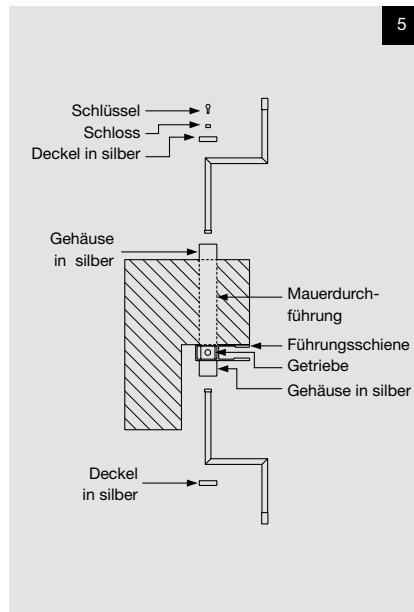 5
Schlüssel
Schloss
Deckel in silber
Gehäuse
in silber
Mauerdurch-
führung
Führungsschiene
Getriebe
Gehäuse in silber
Deckel
in silber